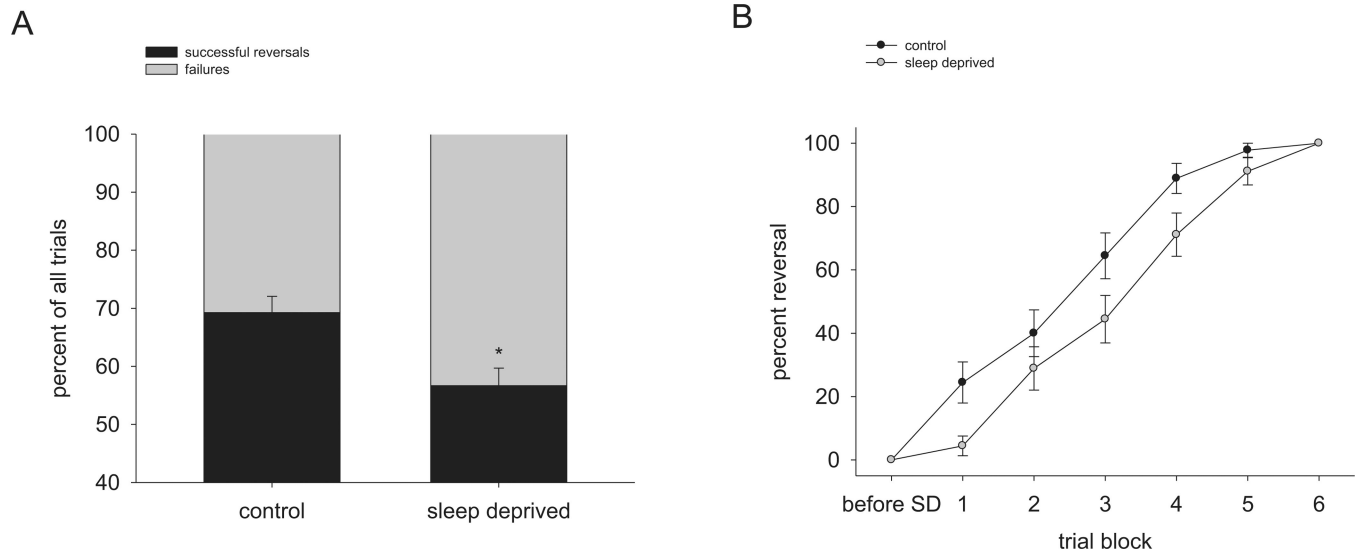 A
successful reversals
failures
percent of all trials
100
90
80
70
60
50
40
*
control
sleep deprived
B
control
sleep deprived
percent reversal
100
80
60
40
20
0
before SD 1 2 3 4 5 6
trial block